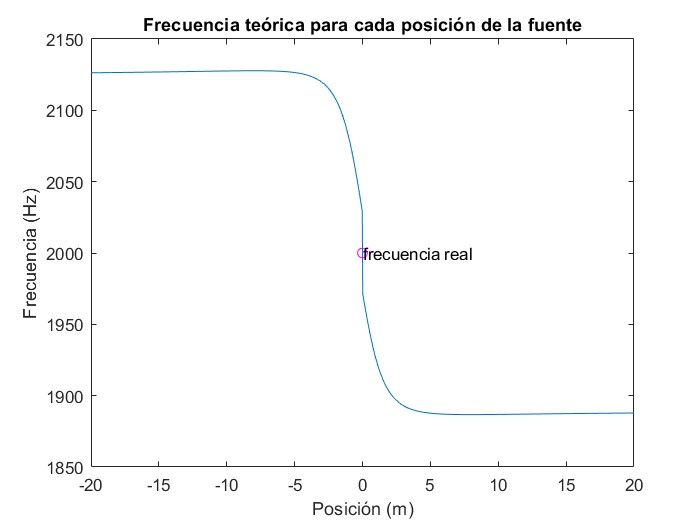 Frecuencia teórica para cada posición de la fuente
2150
2100
2050
2000
1950
1900
1850
Frecuencia (Hz)
frecuencia real
-20 -15 -10 -5 0 5 10 15 20
Posición (m)